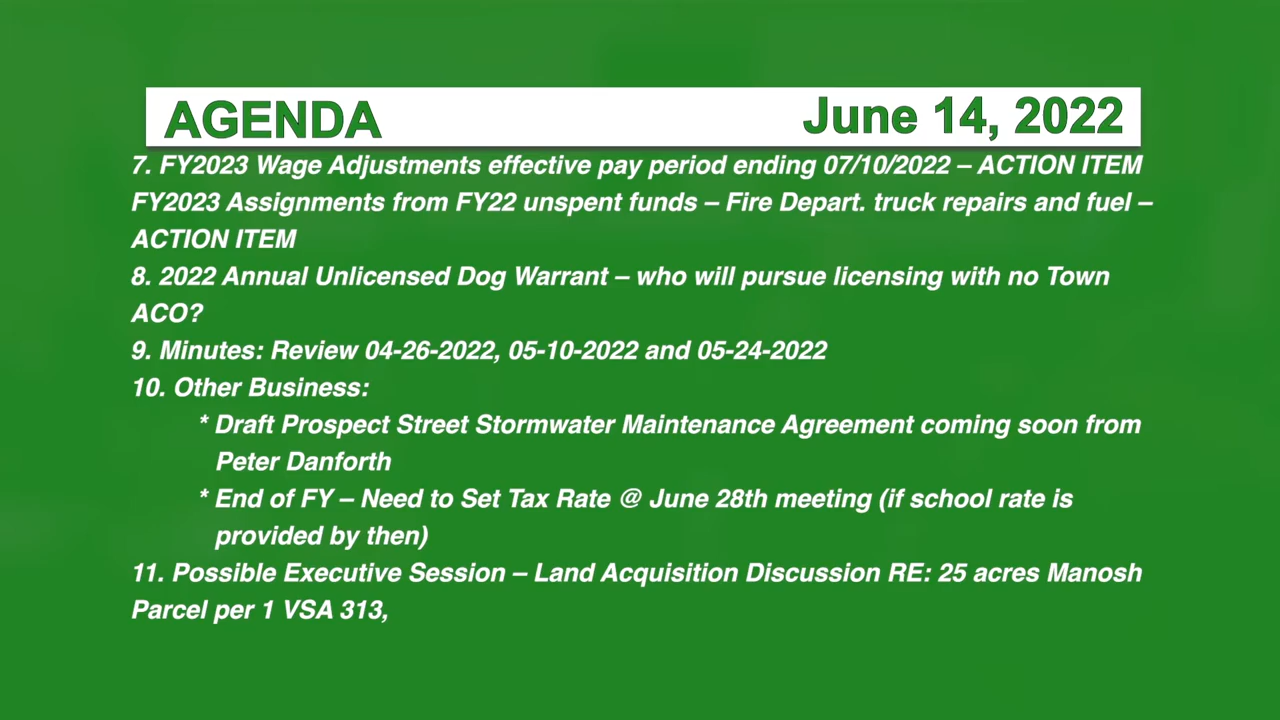 AGENDA June 14, 2022
7. FY2023 Wage Adjustments effective pay period ending 07/10/2022 – ACTION ITEM
FY2023 Assignments from FY22 unspent funds – Fire Depart. truck repairs and fuel –
ACTION ITEM
8. 2022 Annual Unlicensed Dog Warrant – who will pursue licensing with no Town
ACO?
9. Minutes: Review 04-26-2022, 05-10-2022 and 05-24-2022
10. Other Business:
* Draft Prospect Street Stormwater Maintenance Agreement coming soon from
Peter Danforth
* End of FY – Need to Set Tax Rate @ June 28th meeting (if school rate is
provided by then)
11. Possible Executive Session – Land Acquisition Discussion RE: 25 acres Manosh
Parcel per 1 VSA 313,